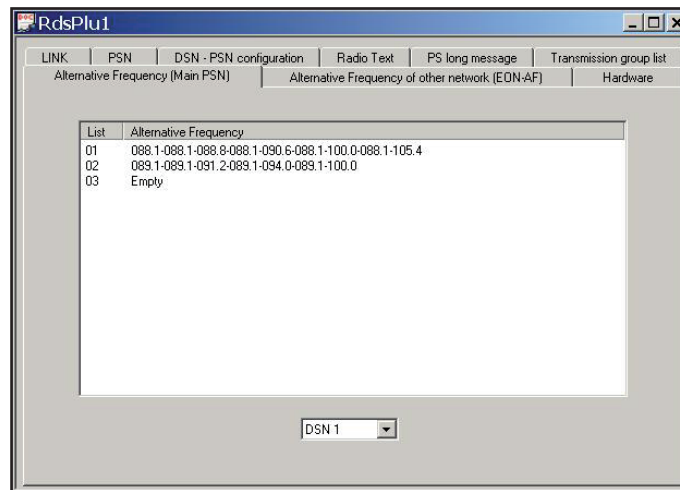 RdsPlu1
LINK PSN DSN - PSN configuration Radio Text PS long message Transmission group list
Alternative Frequency (Main PSN) Alternative Frequency of other network (EON-AF) Hardware
List Alternative Frequency
01 088.1-088.1-088.8-088.1-090.6-088.1-100.0-088.1-105.4
02 089.1-089.1-091.2-089.1-094.0-089.1-100.0
03 Empty
DSN 1